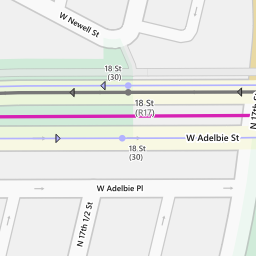 W Newell St
18 St
(30)
18 St
(R17)
N 17th St
W Adelbie St
18 St
(30)
W Adelbie Pl
N 17th 1/2 St